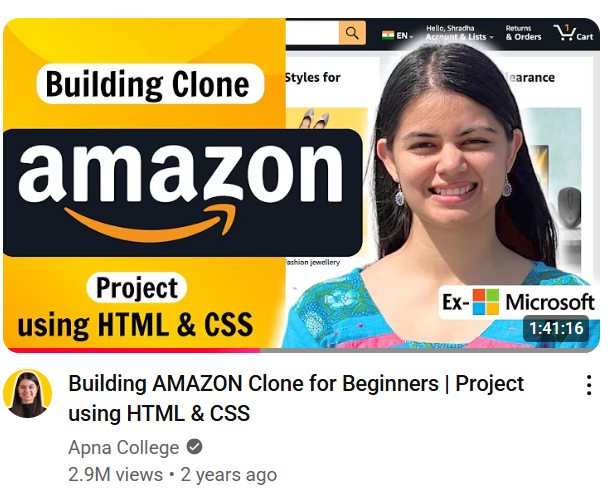 EN
Hello, Shradha
Account & Lists
Returns
& Orders
1
Cart
Building Clone
Styles for
learance
amazon
Fashion jewellery
Project
using HTML & CSS
Ex- Microsoft
1:41:16
Building AMAZON Clone for Beginners | Project
using HTML & CSS
Apna College
2.9M views • 2 years ago